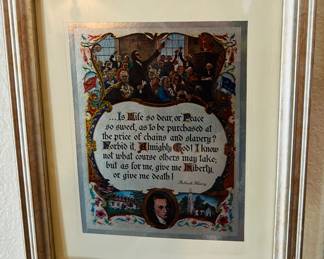 ...Is Life so dear, or Peace
so sweet, as to be purchased at
the price of chains and slavery?
Forbid it, Almighty God! I know
not what course others may take;
but as for me, give me Liberty,
or give me death!
Patrick Henry